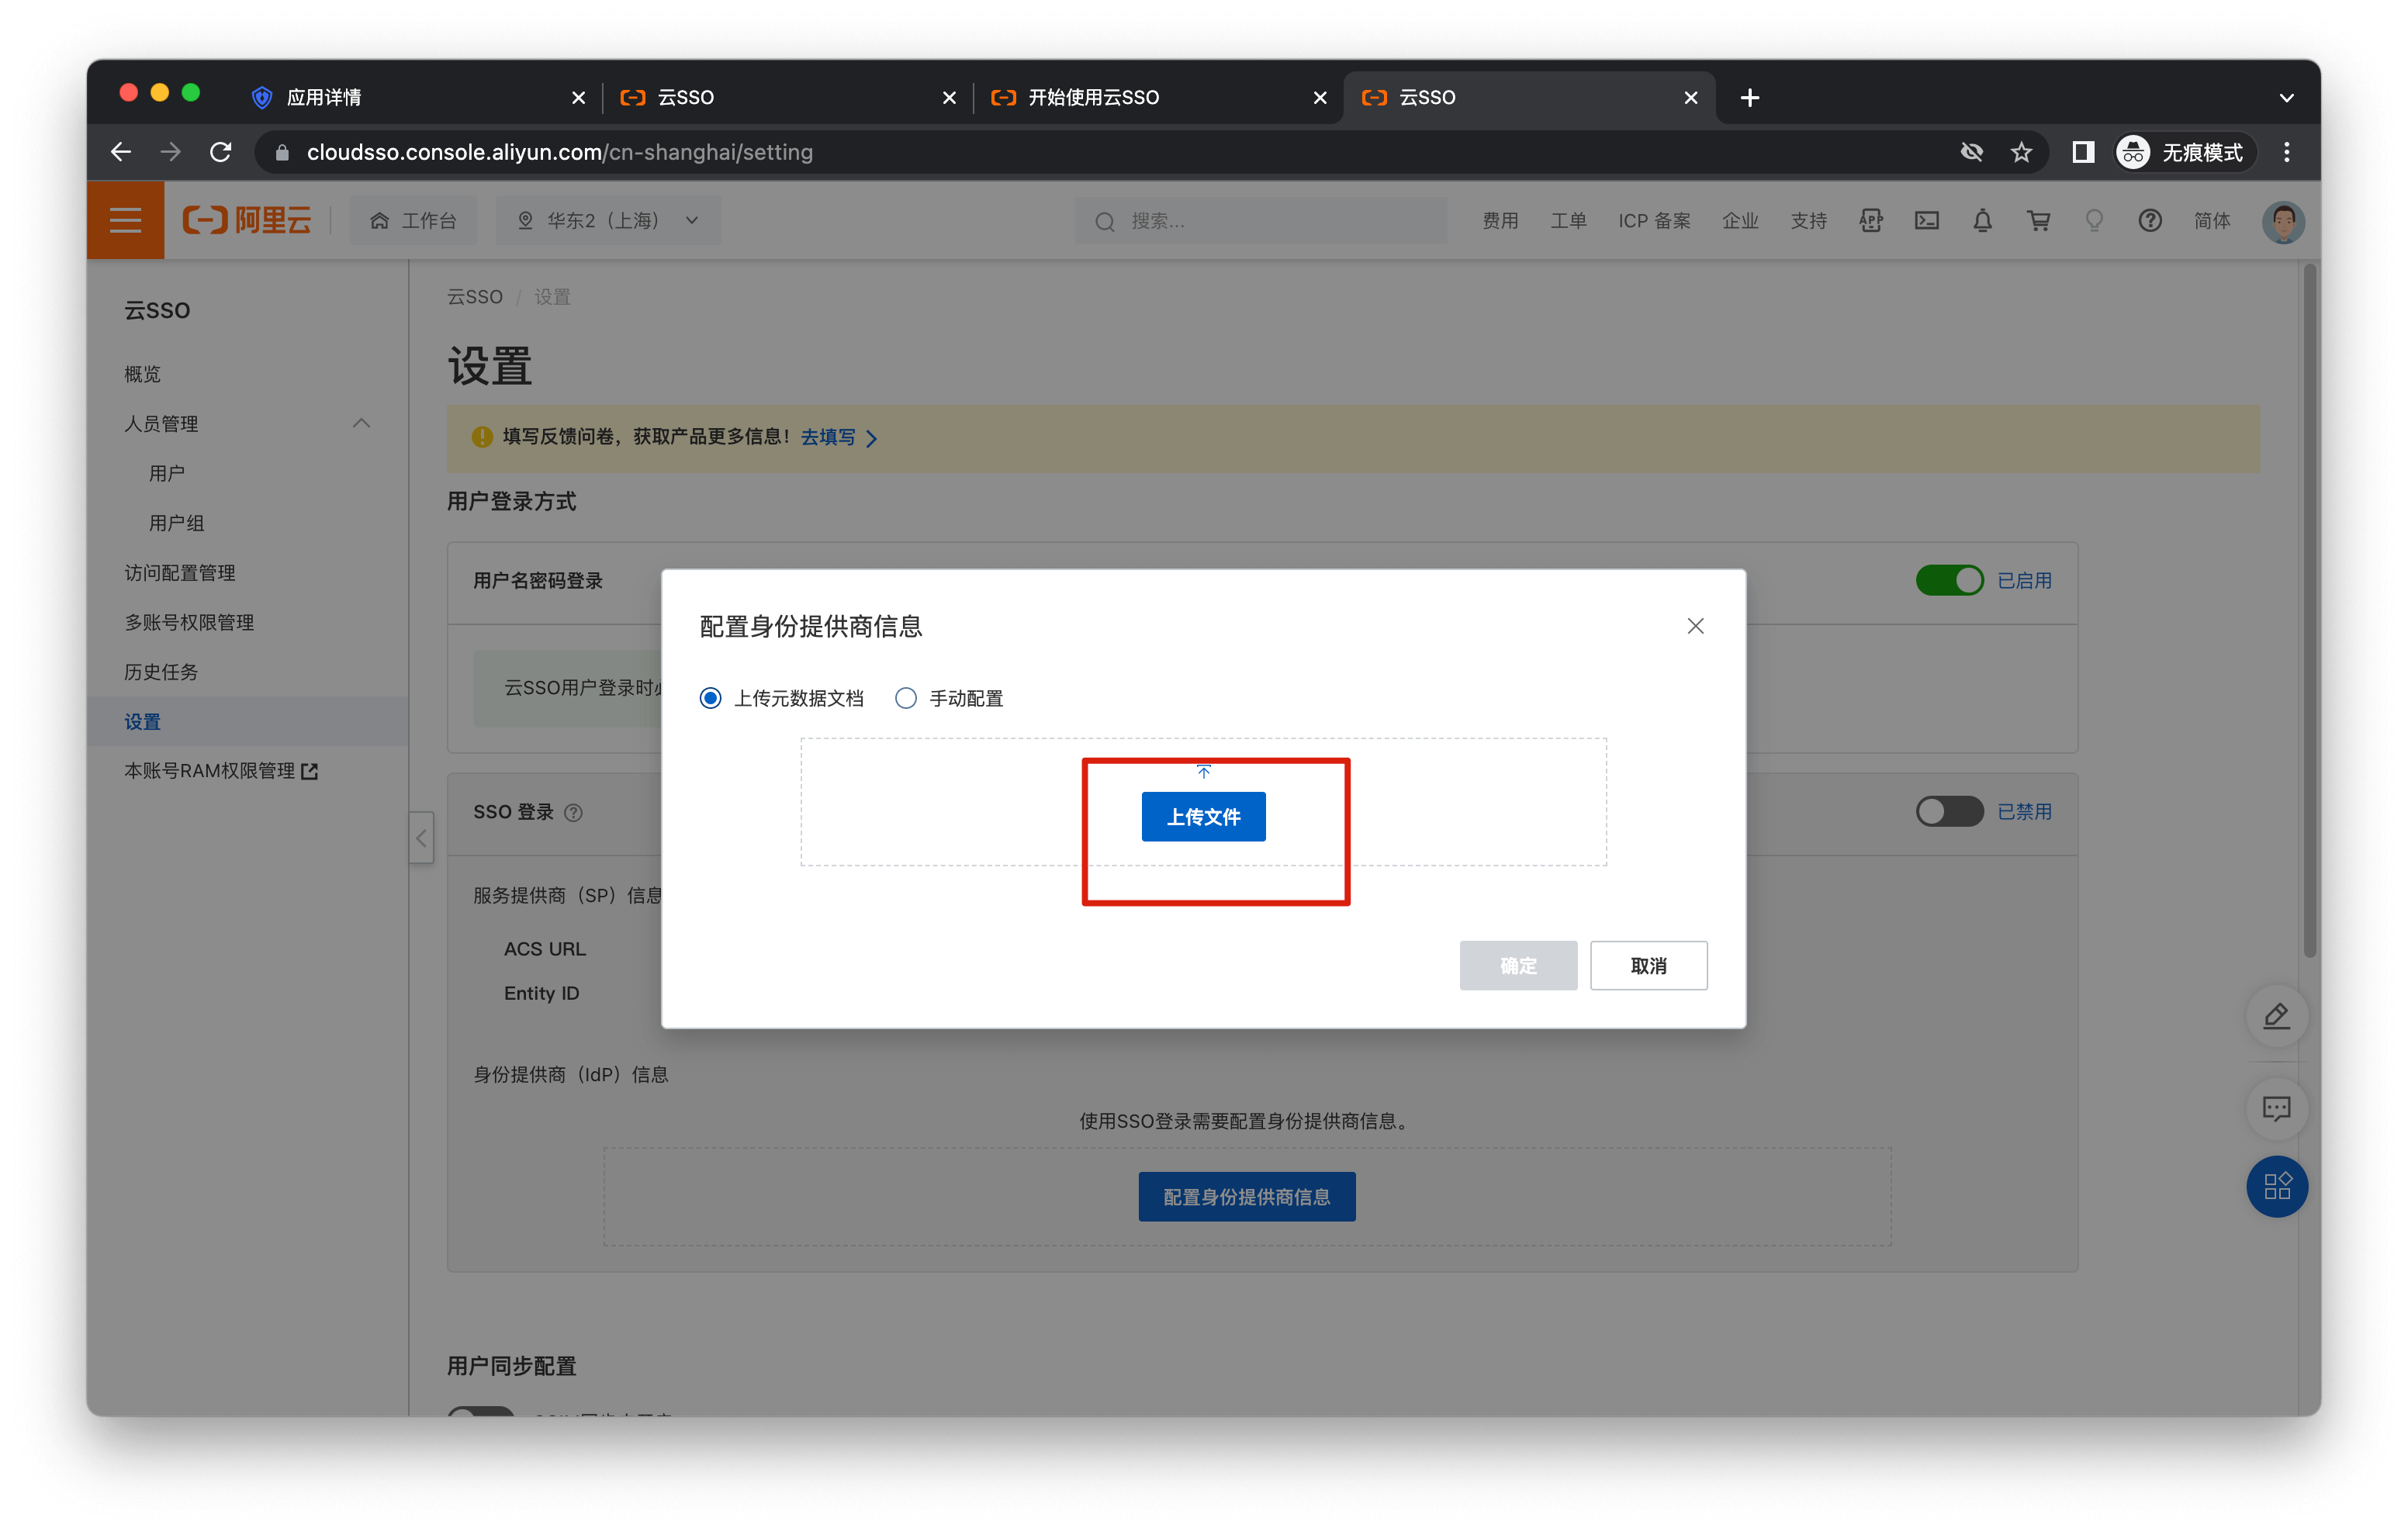 应用详情
云SSO
开始使用云SSO
云SSO
cloudsso.console.aliyun.com/cn-shanghai/setting
无痕模式
阿里云
工作台
华东2（上海）
搜索...
费用
工单
ICP 备案
企业
支持
简体
云SSO
概览
人员管理
用户
用户组
访问配置管理
多账号权限管理
历史任务
设置
本账号RAM权限管理
云SSO / 设置
设置
填写反馈问卷，获取产品更多信息！去填写
用户登录方式
用户名密码登录
已启用
云SSO用户登录时
SSO 登录
已禁用
服务提供商（SP）信息
ACS URL
Entity ID
身份提供商（IdP）信息
使用SSO登录需要配置身份提供商信息。
配置身份提供商信息
用户同步配置
配置身份提供商信息
上传元数据文档
手动配置
上传文件
确定
取消